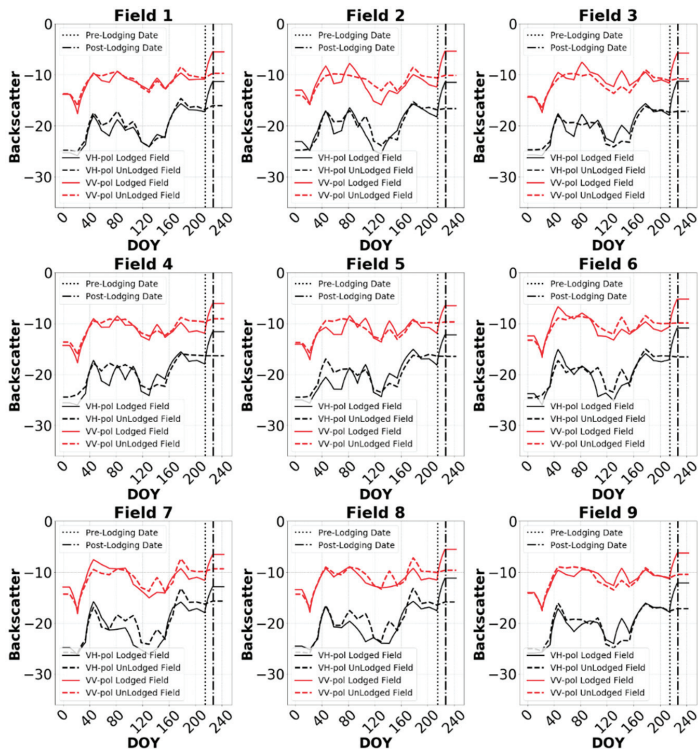 Field 1
Backscatter
0
−10
−20
−30
Pre-Lodging Date
Post-Lodging Date
VH-pol Lodged Field
VH-pol UnLodged Field
VV-pol Lodged Field
VV-pol UnLodged Field
0 40 80 120 160 200 240
DOY
Field 2
Backscatter
0
−10
−20
−30
Pre-Lodging Date
Post-Lodging Date
VH-pol Lodged Field
VH-pol UnLodged Field
VV-pol Lodged Field
VV-pol UnLodged Field
0 40 80 120 160 200 240
DOY
Field 3
Backscatter
0
−10
−20
−30
Pre-Lodging Date
Post-Lodging Date
VH-pol Lodged Field
VH-pol UnLodged Field
VV-pol Lodged Field
VV-pol UnLodged Field
0 40 80 120 160 200 240
DOY
Field 4
Backscatter
0
−10
−20
−30
Pre-Lodging Date
Post-Lodging Date
VH-pol Lodged Field
VH-pol UnLodged Field
VV-pol Lodged Field
VV-pol UnLodged Field
0 40 80 120 160 200 240
DOY
Field 5
Backscatter
0
−10
−20
−30
Pre-Lodging Date
Post-Lodging Date
VH-pol Lodged Field
VH-pol UnLodged Field
VV-pol Lodged Field
VV-pol UnLodged Field
0 40 80 120 160 200 240
DOY
Field 6
Backscatter
0
−10
−20
−30
Pre-Lodging Date
Post-Lodging Date
VH-pol Lodged Field
VH-pol UnLodged Field
VV-pol Lodged Field
VV-pol UnLodged Field
0 40 80 120 160 200 240
DOY
Field 7
Backscatter
0
−10
−20
−30
Pre-Lodging Date
Post-Lodging Date
VH-pol Lodged Field
VH-pol UnLodged Field
VV-pol Lodged Field
VV-pol UnLodged Field
0 40 80 120 160 200 240
DOY
Field 8
Backscatter
0
−10
−20
−30
Pre-Lodging Date
Post-Lodging Date
VH-pol Lodged Field
VH-pol UnLodged Field
VV-pol Lodged Field
VV-pol UnLodged Field
0 40 80 120 160 200 240
DOY
Field 9
Backscatter
0
−10
−20
−30
Pre-Lodging Date
Post-Lodging Date
VH-pol Lodged Field
VH-pol UnLodged Field
VV-pol Lodged Field
VV-pol UnLodged Field
0 40 80 120 160 200 240
DOY